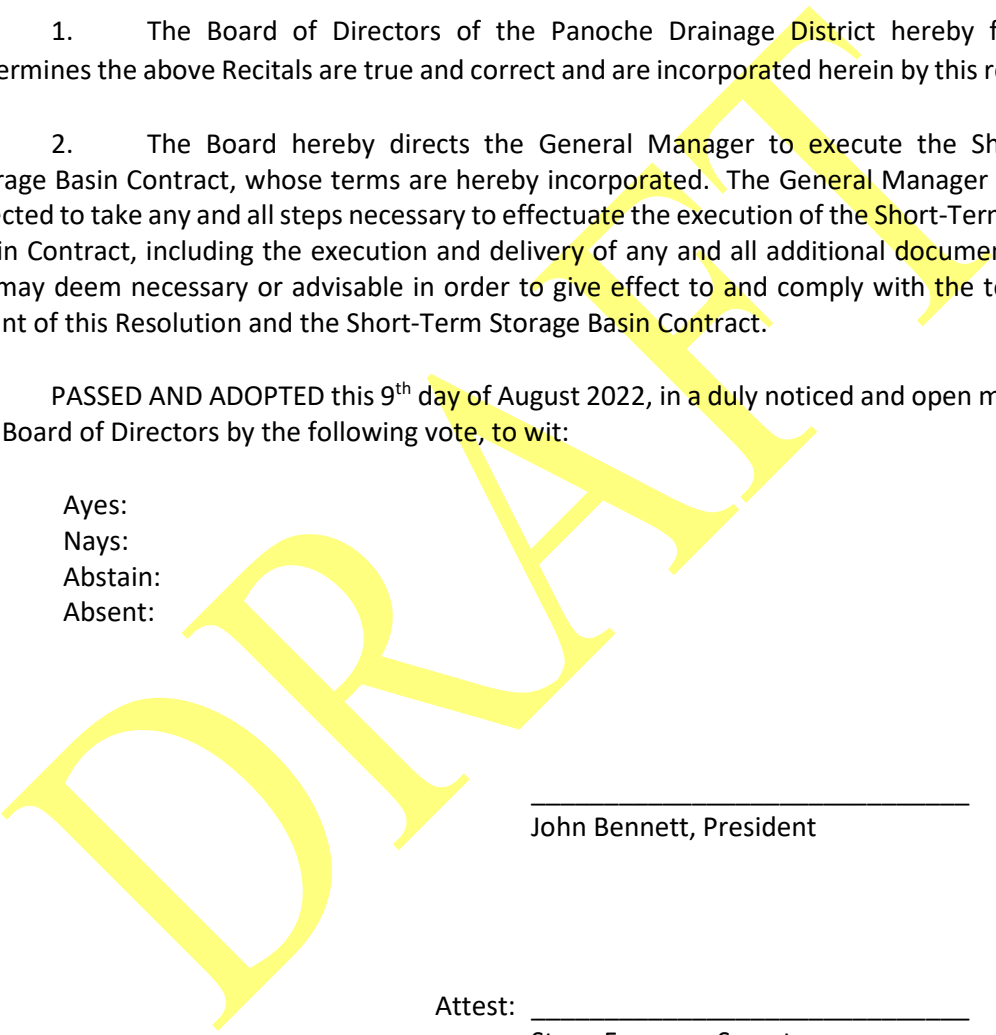 1. The Board of Directors of the Panoche Drainage District hereby
ermines the above Recitals are true and correct and are incorporated herein by this
2. The Board hereby directs the General Manager to execute the Sh
rage Basin Contract, whose terms are hereby incorporated. The General Manager
cted to take any and all steps necessary to effectuate the execution of the Short-Term
in Contract, including the execution and delivery of any and all additional documen
may deem necessary or advisable in order to give effect to and comply with the te
nt of this Resolution and the Short-Term Storage Basin Contract.
PASSED AND ADOPTED this 9th day of August 2022, in a duly noticed and open m
Board of Directors by the following vote, to wit:
Ayes:
Nays:
Abstain:
Absent:
John Bennett, President
Attest:
DRAFT